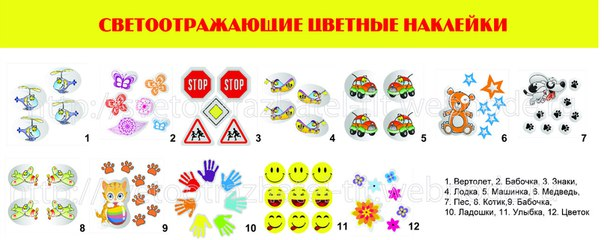 СВЕТООТРАЖАЮЩИЕ ЦВЕТНЫЕ НАКЛЕЙКИ
STOP STOP
1 2 3 4 5 6 7
8 9 10 11 12
1. Вертолет, 2. Бабочка, 3. Знаки,
4. Лодка. 5. Машинка, 6. Медведь,
7. Пес, 6. Котик,9. Бабочка,
10. Ладошки, 11. Улыбка, 12. Цветок